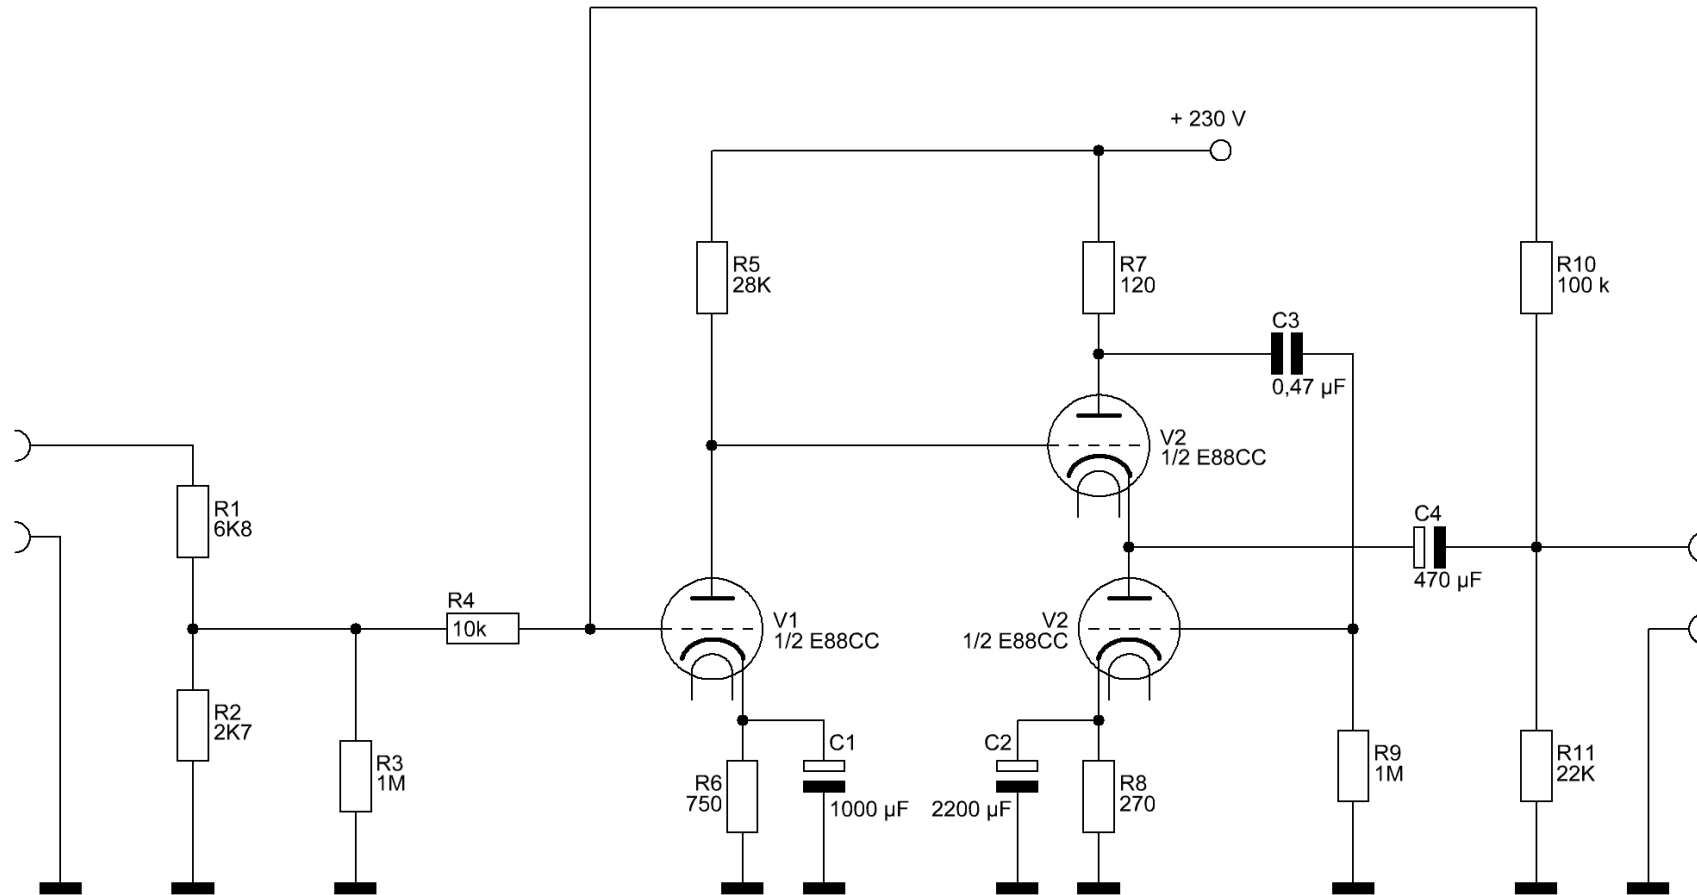 + 230 V
R5
28K
R7
120
R10
100 k
C3
0,47 µF
V2
1/2 E88CC
R1
6K8
C4
470 µF
R4
10k
V1
1/2 E88CC
V2
1/2 E88CC
R2
2K7
R3
1M
C1
1000 µF
R6
750
C2
2200 µF
R8
270
R9
1M
R11
22K